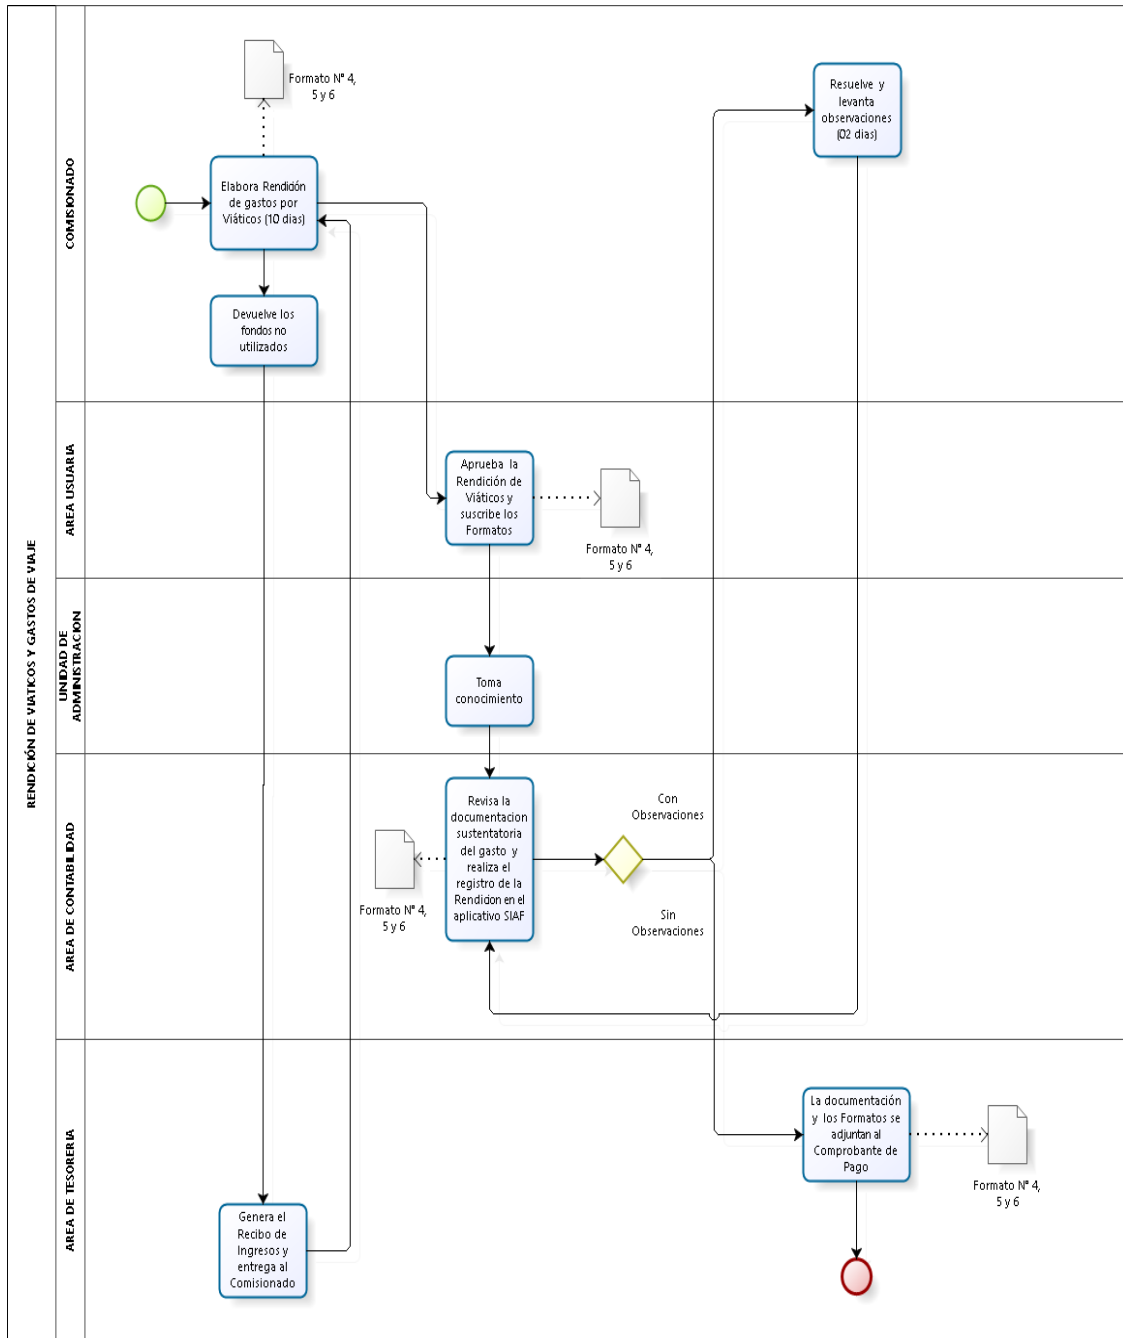 RENDICIÓN DE VIATICOS Y GASTOS DE VIAJE
COMISIONADO
Formato N° 4,
5 y 6
Elabora Rendición
de gastos por
Viáticos (10 dias)
Devuelve los
fondos no
utilizados
Resuelve y
levanta
observaciones
(02 dias)
AREA USUARIA
Aprueba la
Rendición de
Viáticos y
suscribe los
Formatos
Formato N° 4,
5 y 6
UNIDAD DE
ADMINISTRACION
Toma
conocimiento
AREA DE CONTABILIDAD
Formato N° 4,
5 y 6
Revisa la
documentacion
sustentatoria
del gasto y
realiza el
registro de la
Rendicion en el
aplicativo SIAF
Con
Observaciones
Sin
Observaciones
AREA DE TESORERIA
Genera el
Recibo de
Ingresos y
entrega al
Comisionado
La documentación
y los Formatos se
adjuntan al
Comprobante de
Pago
Formato N° 4,
5 y 6